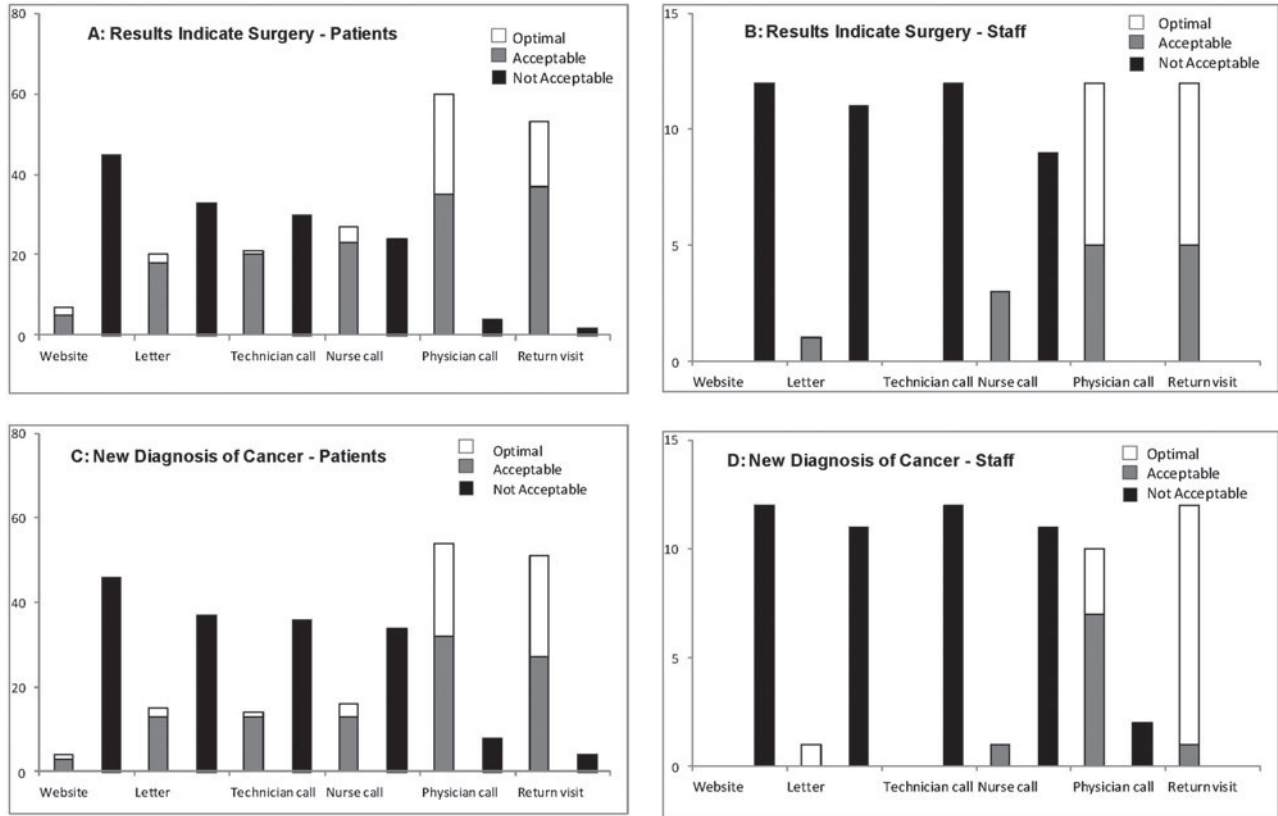 A: Results Indicate Surgery - Patients
Optimal
Acceptable
Not Acceptable
80
60
40
20
0
Website Letter Technician call Nurse call Physician call Return visit
B: Results Indicate Surgery - Staff
Optimal
Acceptable
Not Acceptable
15
10
5
0
Website Letter Technician call Nurse call Physician call Return visit
C: New Diagnosis of Cancer - Patients
Optimal
Acceptable
Not Acceptable
80
60
40
20
0
Website Letter Technician call Nurse call Physician call Return visit
D: New Diagnosis of Cancer - Staff
Optimal
Acceptable
Not Acceptable
15
10
5
0
Website Letter Technician call Nurse call Physician call Return visit